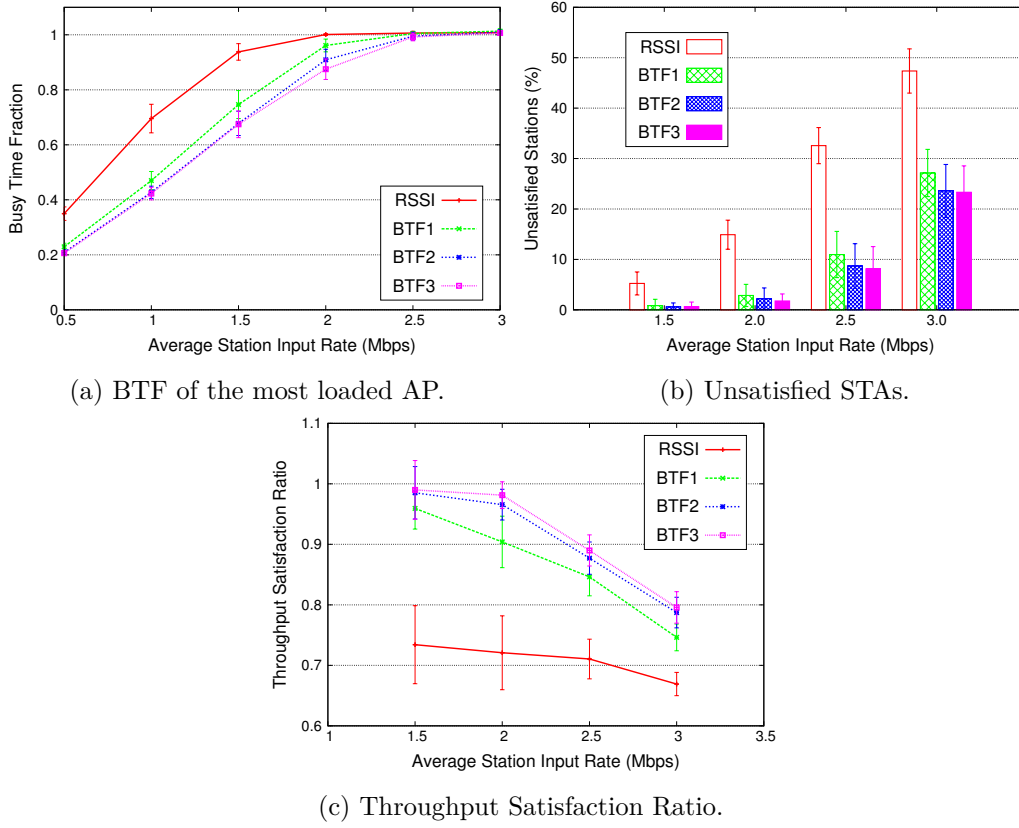 1
0.8
0.6
0.4
0.2
0
0.5
1
1.5
2
2.5
3
Busy Time Fraction
Average Station Input Rate (Mbps)
RSSI
BTF1
BTF2
BTF3
(a) BTF of the most loaded AP.
60
50
40
30
20
10
0
1.5
2.0
2.5
3.0
Unsatisfied Stations (%)
Average Station Input Rate (Mbps)
RSSI
BTF1
BTF2
BTF3
(b) Unsatisfied STAs.
1.1
1
0.9
0.8
0.7
0.6
1
1.5
2
2.5
3
3.5
Throughput Satisfaction Ratio
Average Station Input Rate (Mbps)
RSSI
BTF1
BTF2
BTF3
(c) Throughput Satisfaction Ratio.